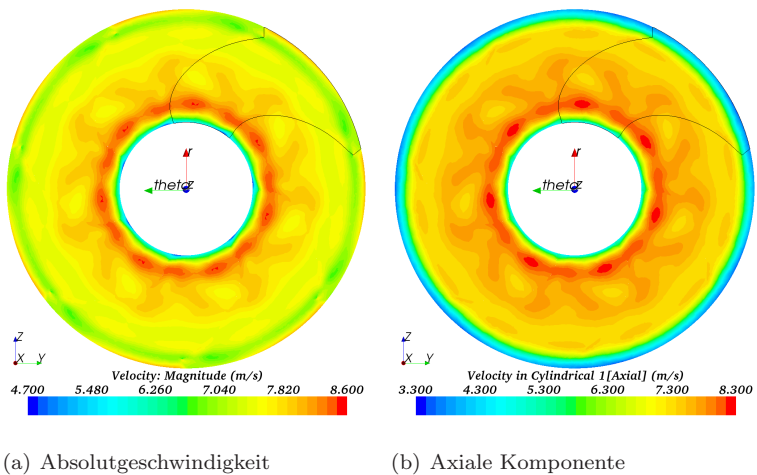 r
theta
z
Z
X Y
Velocity: Magnitude (m/s)
4.700 5.480 6.260 7.040 7.820 8.600
(a) Absolutgeschwindigkeit
r
theta
z
Z
X Y
Velocity in Cylindrical 1[Axial] (m/s)
3.300 4.300 5.300 6.300 7.300 8.300
(b) Axiale Komponente